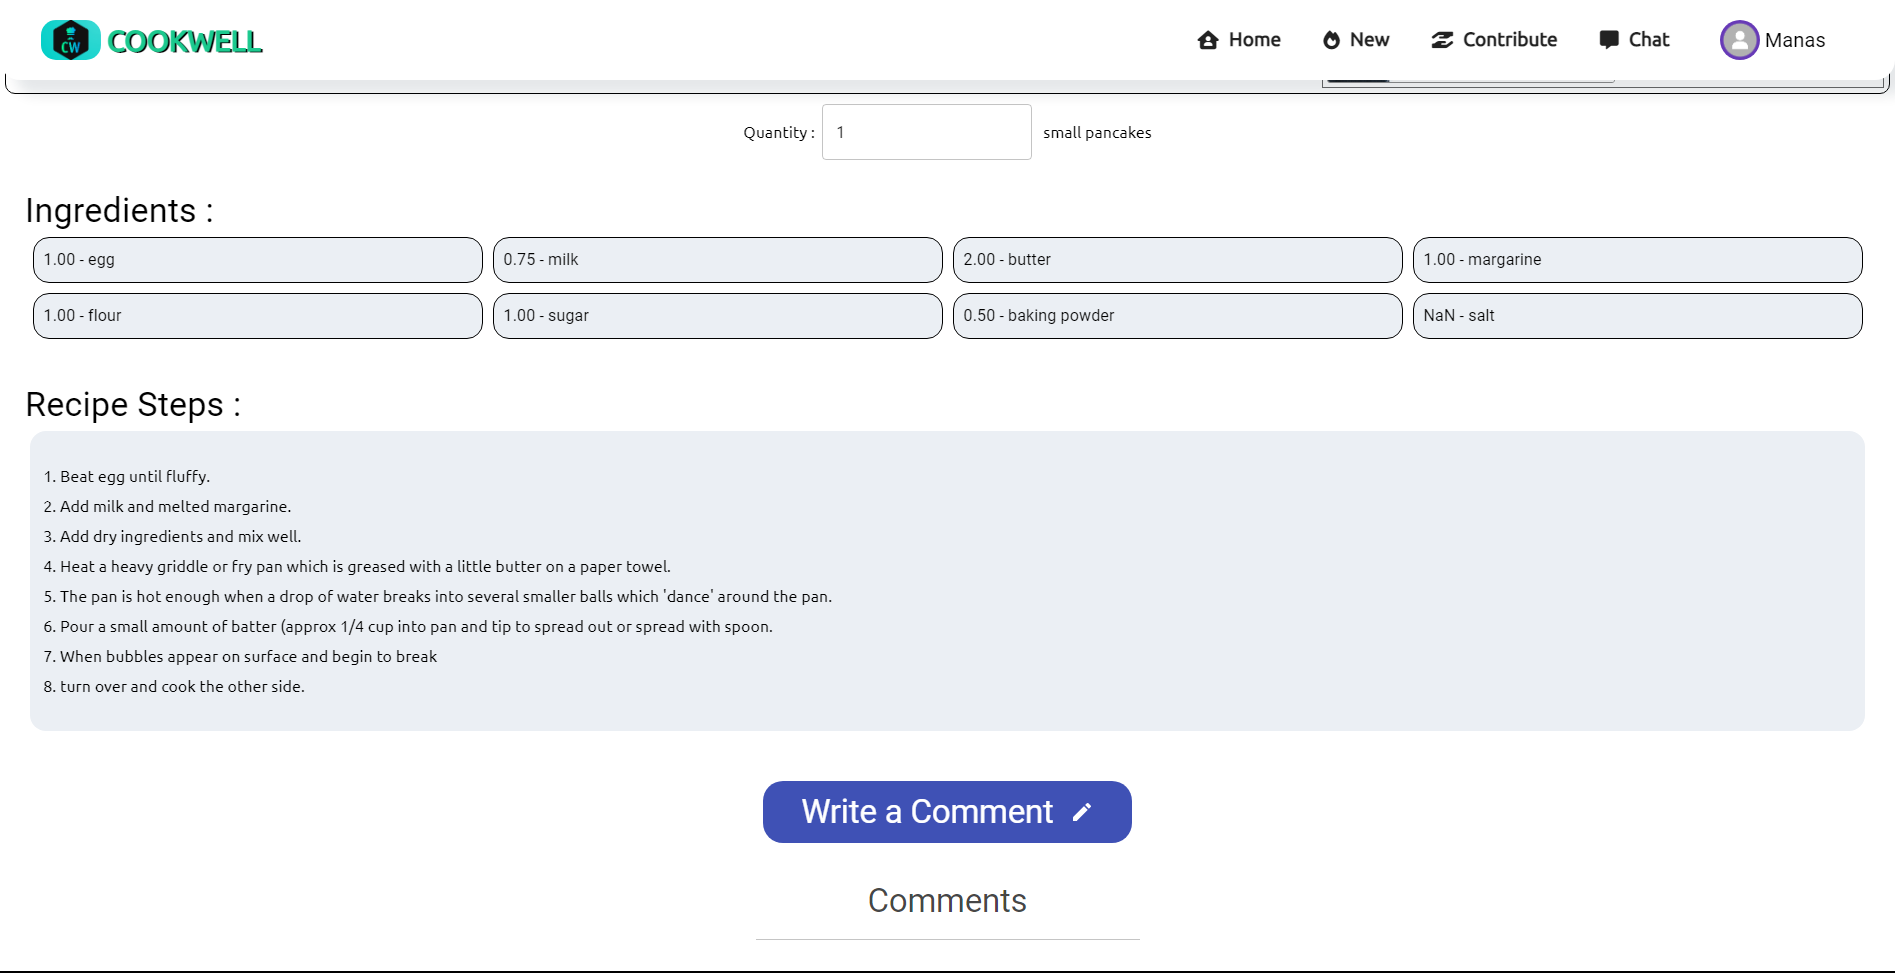 CW COOKWELL Home New Contribute Chat Manas
Quantity : 1 small pancakes
Ingredients :
1.00 - egg 0.75 - milk 2.00 - butter 1.00 - margarine
1.00 - flour 1.00 - sugar 0.50 - baking powder NaN - salt
Recipe Steps :
1. Beat egg until fluffy.
2. Add milk and melted margarine.
3. Add dry ingredients and mix well.
4. Heat a heavy griddle or fry pan which is greased with a little butter on a paper towel.
5. The pan is hot enough when a drop of water breaks into several smaller balls which 'dance' around the pan.
6. Pour a small amount of batter (approx 1/4 cup into pan and tip to spread out or spread with spoon.
7. When bubbles appear on surface and begin to break
8. turn over and cook the other side.
Write a Comment
Comments